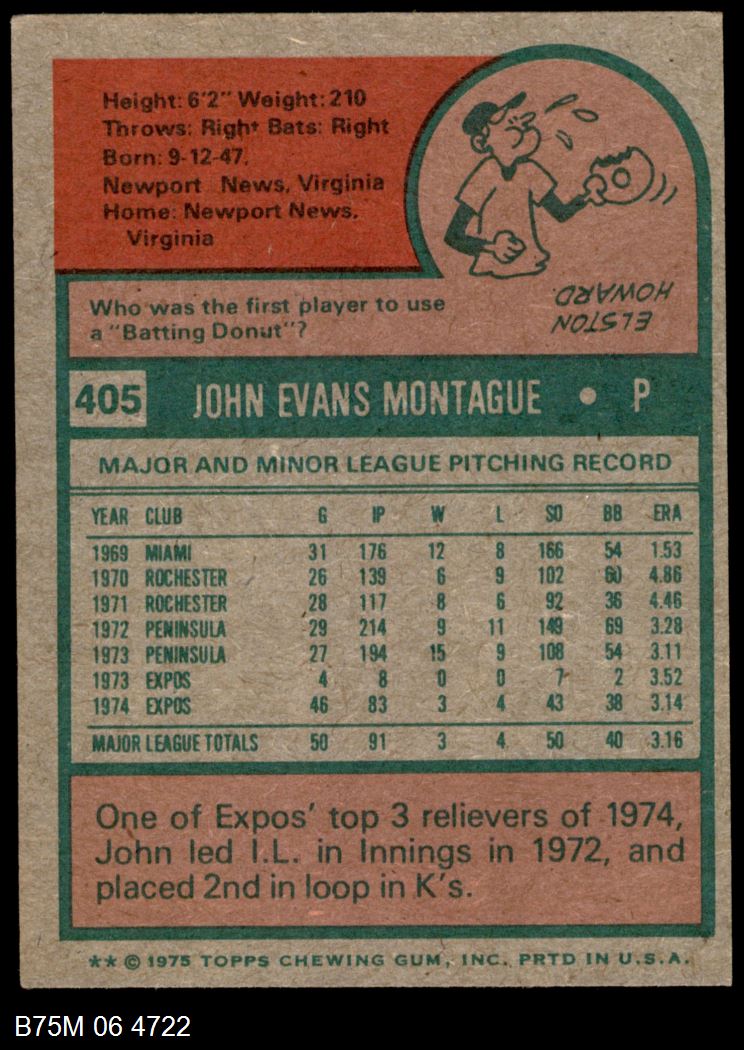 Height: 6'2" Weight: 210
Throws: Right Bats: Right
Born: 9-12-47,
Newport News, Virginia
Home: Newport News,
Virginia
Who was the first player to use
a "Batting Donut"?
ELSTON
HOWARD.
405 JOHN EVANS MONTAGUE • P
MAJOR AND MINOR LEAGUE PITCHING RECORD
YEAR CLUB G IP W L SO BB ERA
1969 MIAMI 31 176 12 8 166 54 1.53
1970 ROCHESTER 26 139 6 9 102 60 4.86
1971 ROCHESTER 28 117 8 6 92 36 4.46
1972 PENINSULA 29 214 9 11 149 69 3.28
1973 PENINSULA 27 194 15 9 108 54 3.11
1973 EXPOS 4 8 0 0 7 2 3.52
1974 EXPOS 46 83 3 4 43 38 3.14
MAJOR LEAGUE TOTALS 50 91 3 4 50 40 3.16
One of Expos' top 3 relievers of 1974,
John led I.L. in Innings in 1972, and
placed 2nd in loop in K's.
** © 1975 TOPPS CHEWING GUM, INC. PRTD IN U.S.A.
B75M 06 4722